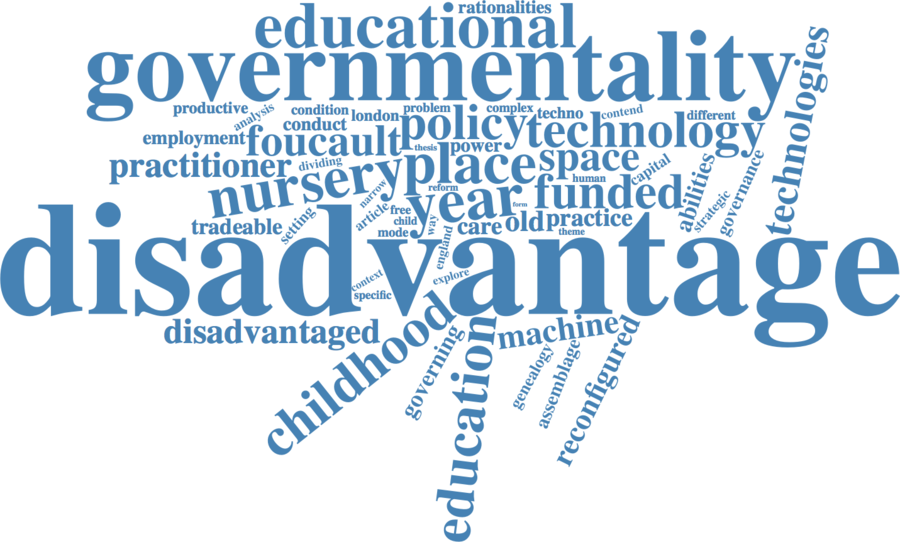 rationalities
educational
governmentality
technologies
productive
analysis
condition
problem
complex
techno
contend
different
london
conduct
employment
foucault
policy
technology
thesis
power
practitioner
dividing
nursery
place
space
capital
human
narrow
reform
year
form
funded
abilities
strategic
governance
tradeable
setting
article
free
child
mode
way
care
old
practice
theme
england
disadvantage
context
specific
explore
disadvantaged
childhood
governing
education
machine
genealogy
assemblage
reconfigured